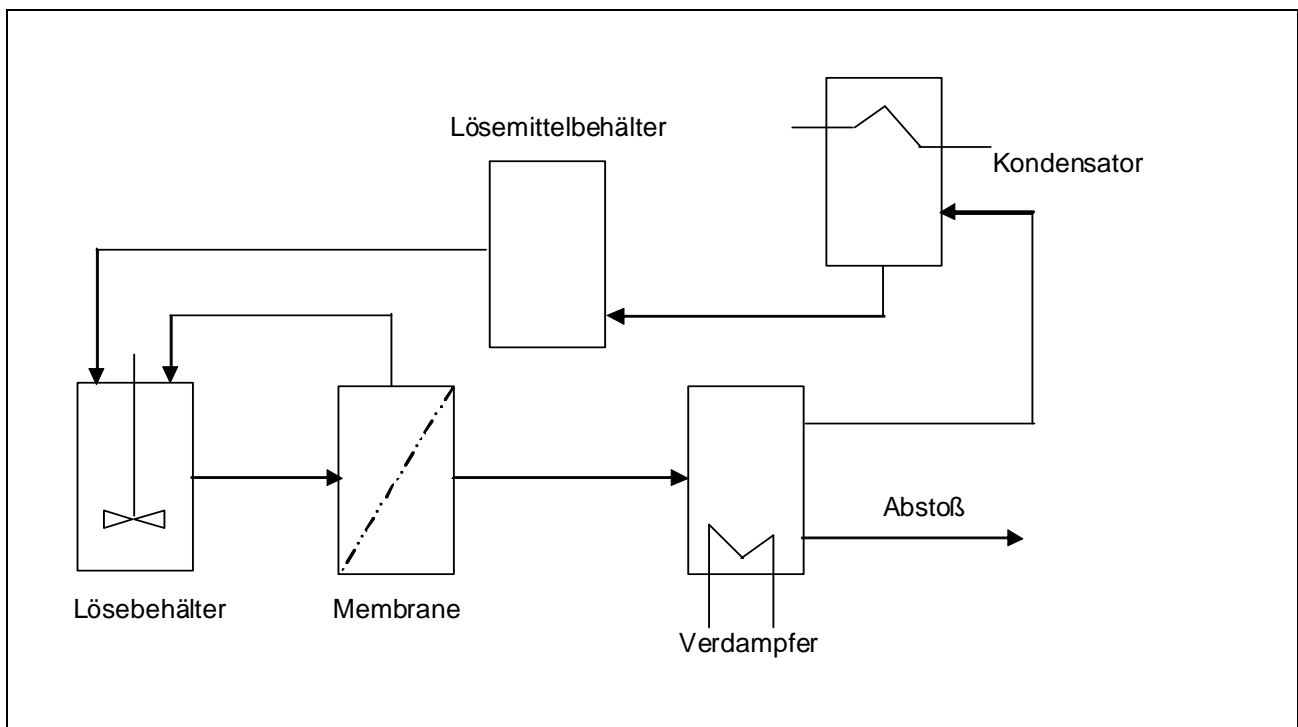 Lösemittelbehälter
Kondensator
Abstoß
Lösebehälter
Membrane
Verdampfer